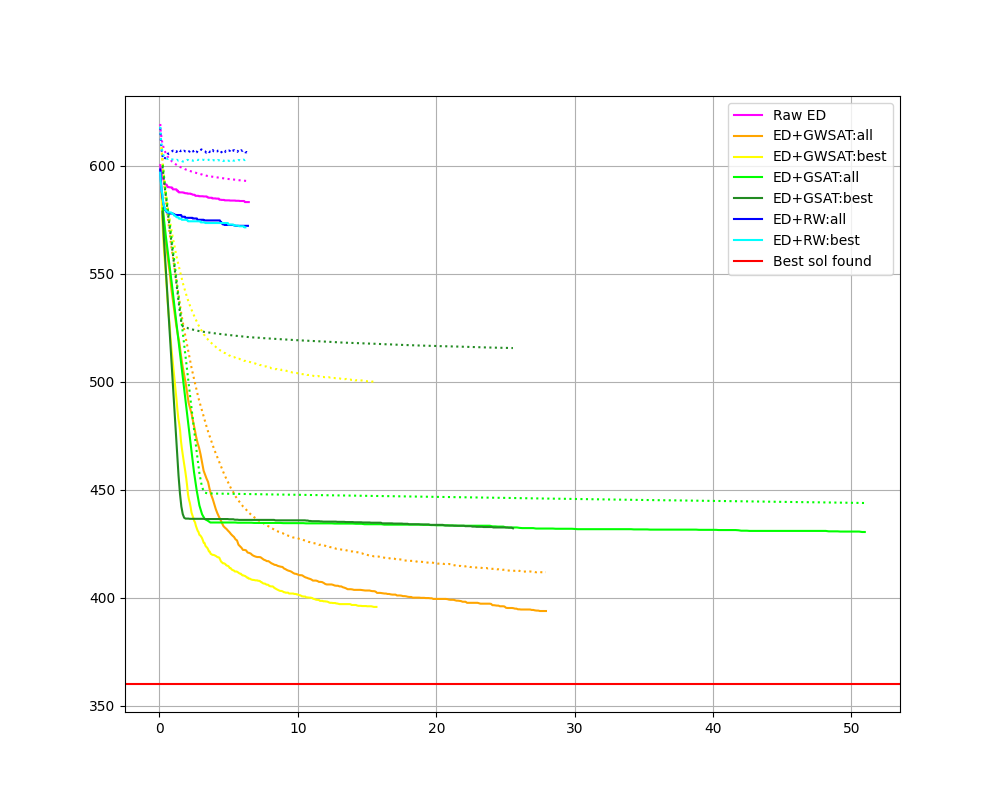 Raw ED
ED+GWSAT:all
ED+GWSAT:best
ED+GSAT:all
ED+GSAT:best
ED+RW:all
ED+RW:best
Best sol found
600
550
500
450
400
350
0 10 20 30 40 50